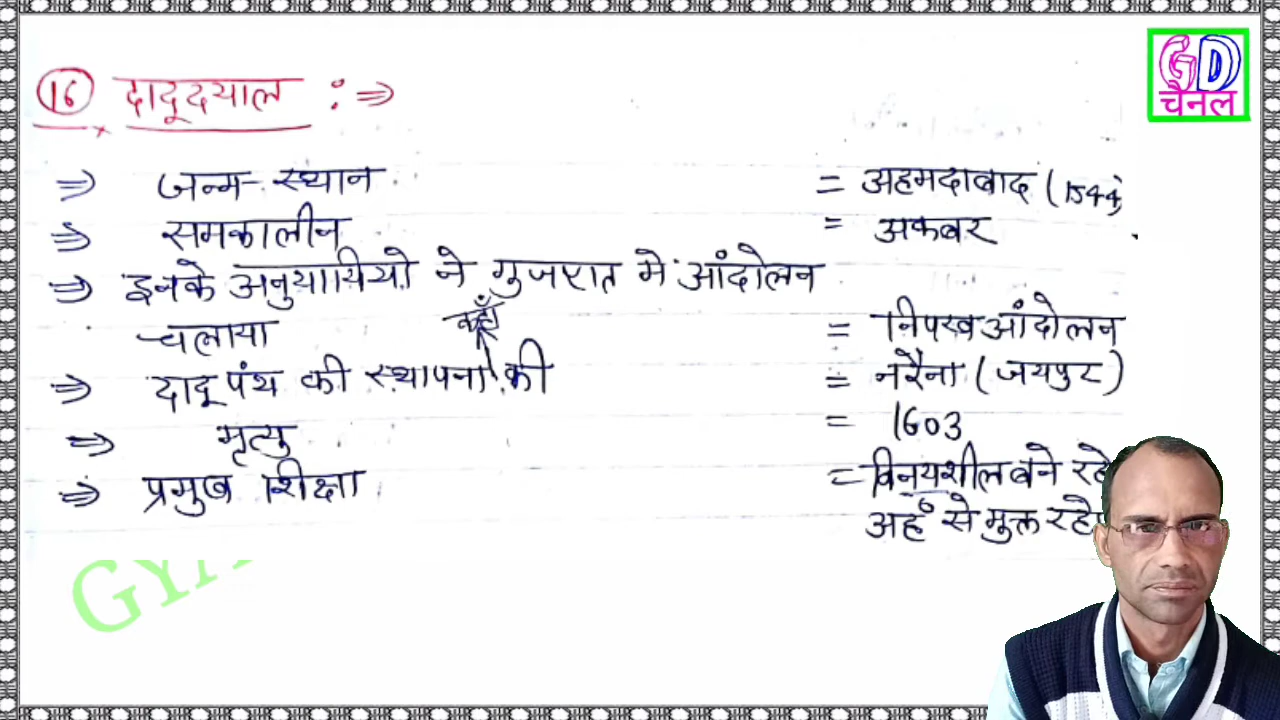 GD
चैनल
16 दादूदयाल :⇒
⇒ जन्म-स्थान = अहमदाबाद (1544)
⇒ समकालीन = अकबर
⇒ इनके अनुयायियो ने गुजरात मे आंदोलन
चलाया = निपख आंदोलन
कहाँ
⇒ दादू पंथ की स्थापना की = नरैना (जयपुर)
⇒ मृत्यु = 1603
⇒ प्रमुख शिक्षा = विनयशील बने रहे
अहँ से मुक्त रहे